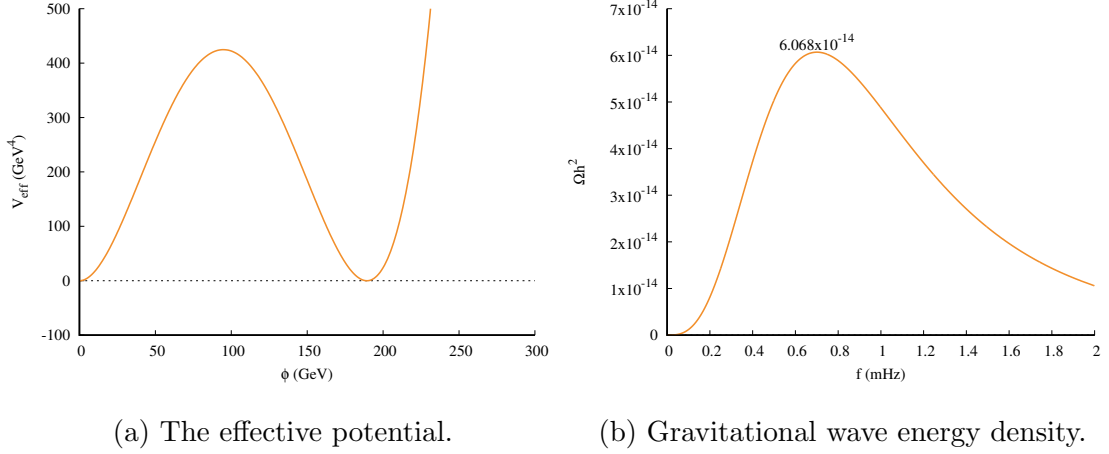 500
400
300
200
100
0
-100
V_eff (GeV^4)
0 50 100 150 200 250 300
ϕ (GeV)
7x10^-14
6x10^-14
5x10^-14
4x10^-14
3x10^-14
2x10^-14
1x10^-14
0
Ωh^2
6.068x10^-14
0 0.2 0.4 0.6 0.8 1 1.2 1.4 1.6 1.8 2
f (mHz)
(a) The effective potential.
(b) Gravitational wave energy density.